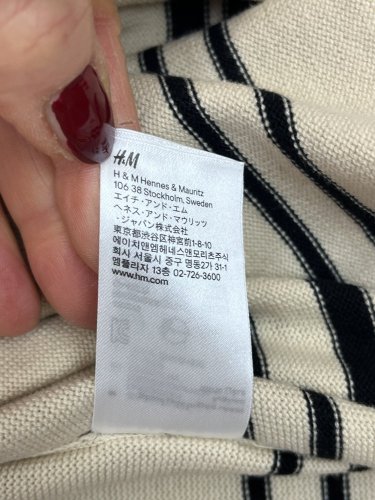 H&M
H & M Hennes & Mauritz
106 38 Stockholm, Sweden
エイチ・アンド・エム
ヘネス・アンド・マウリッツ
・ジャパン株式会社
東京都渋谷区神宮前1-8-10
에이치앤엠헤네스앤모리츠주식
회사 서울시 중구 명동2가 31-1
엠플라자 13층 02-726-3600
www.hm.com